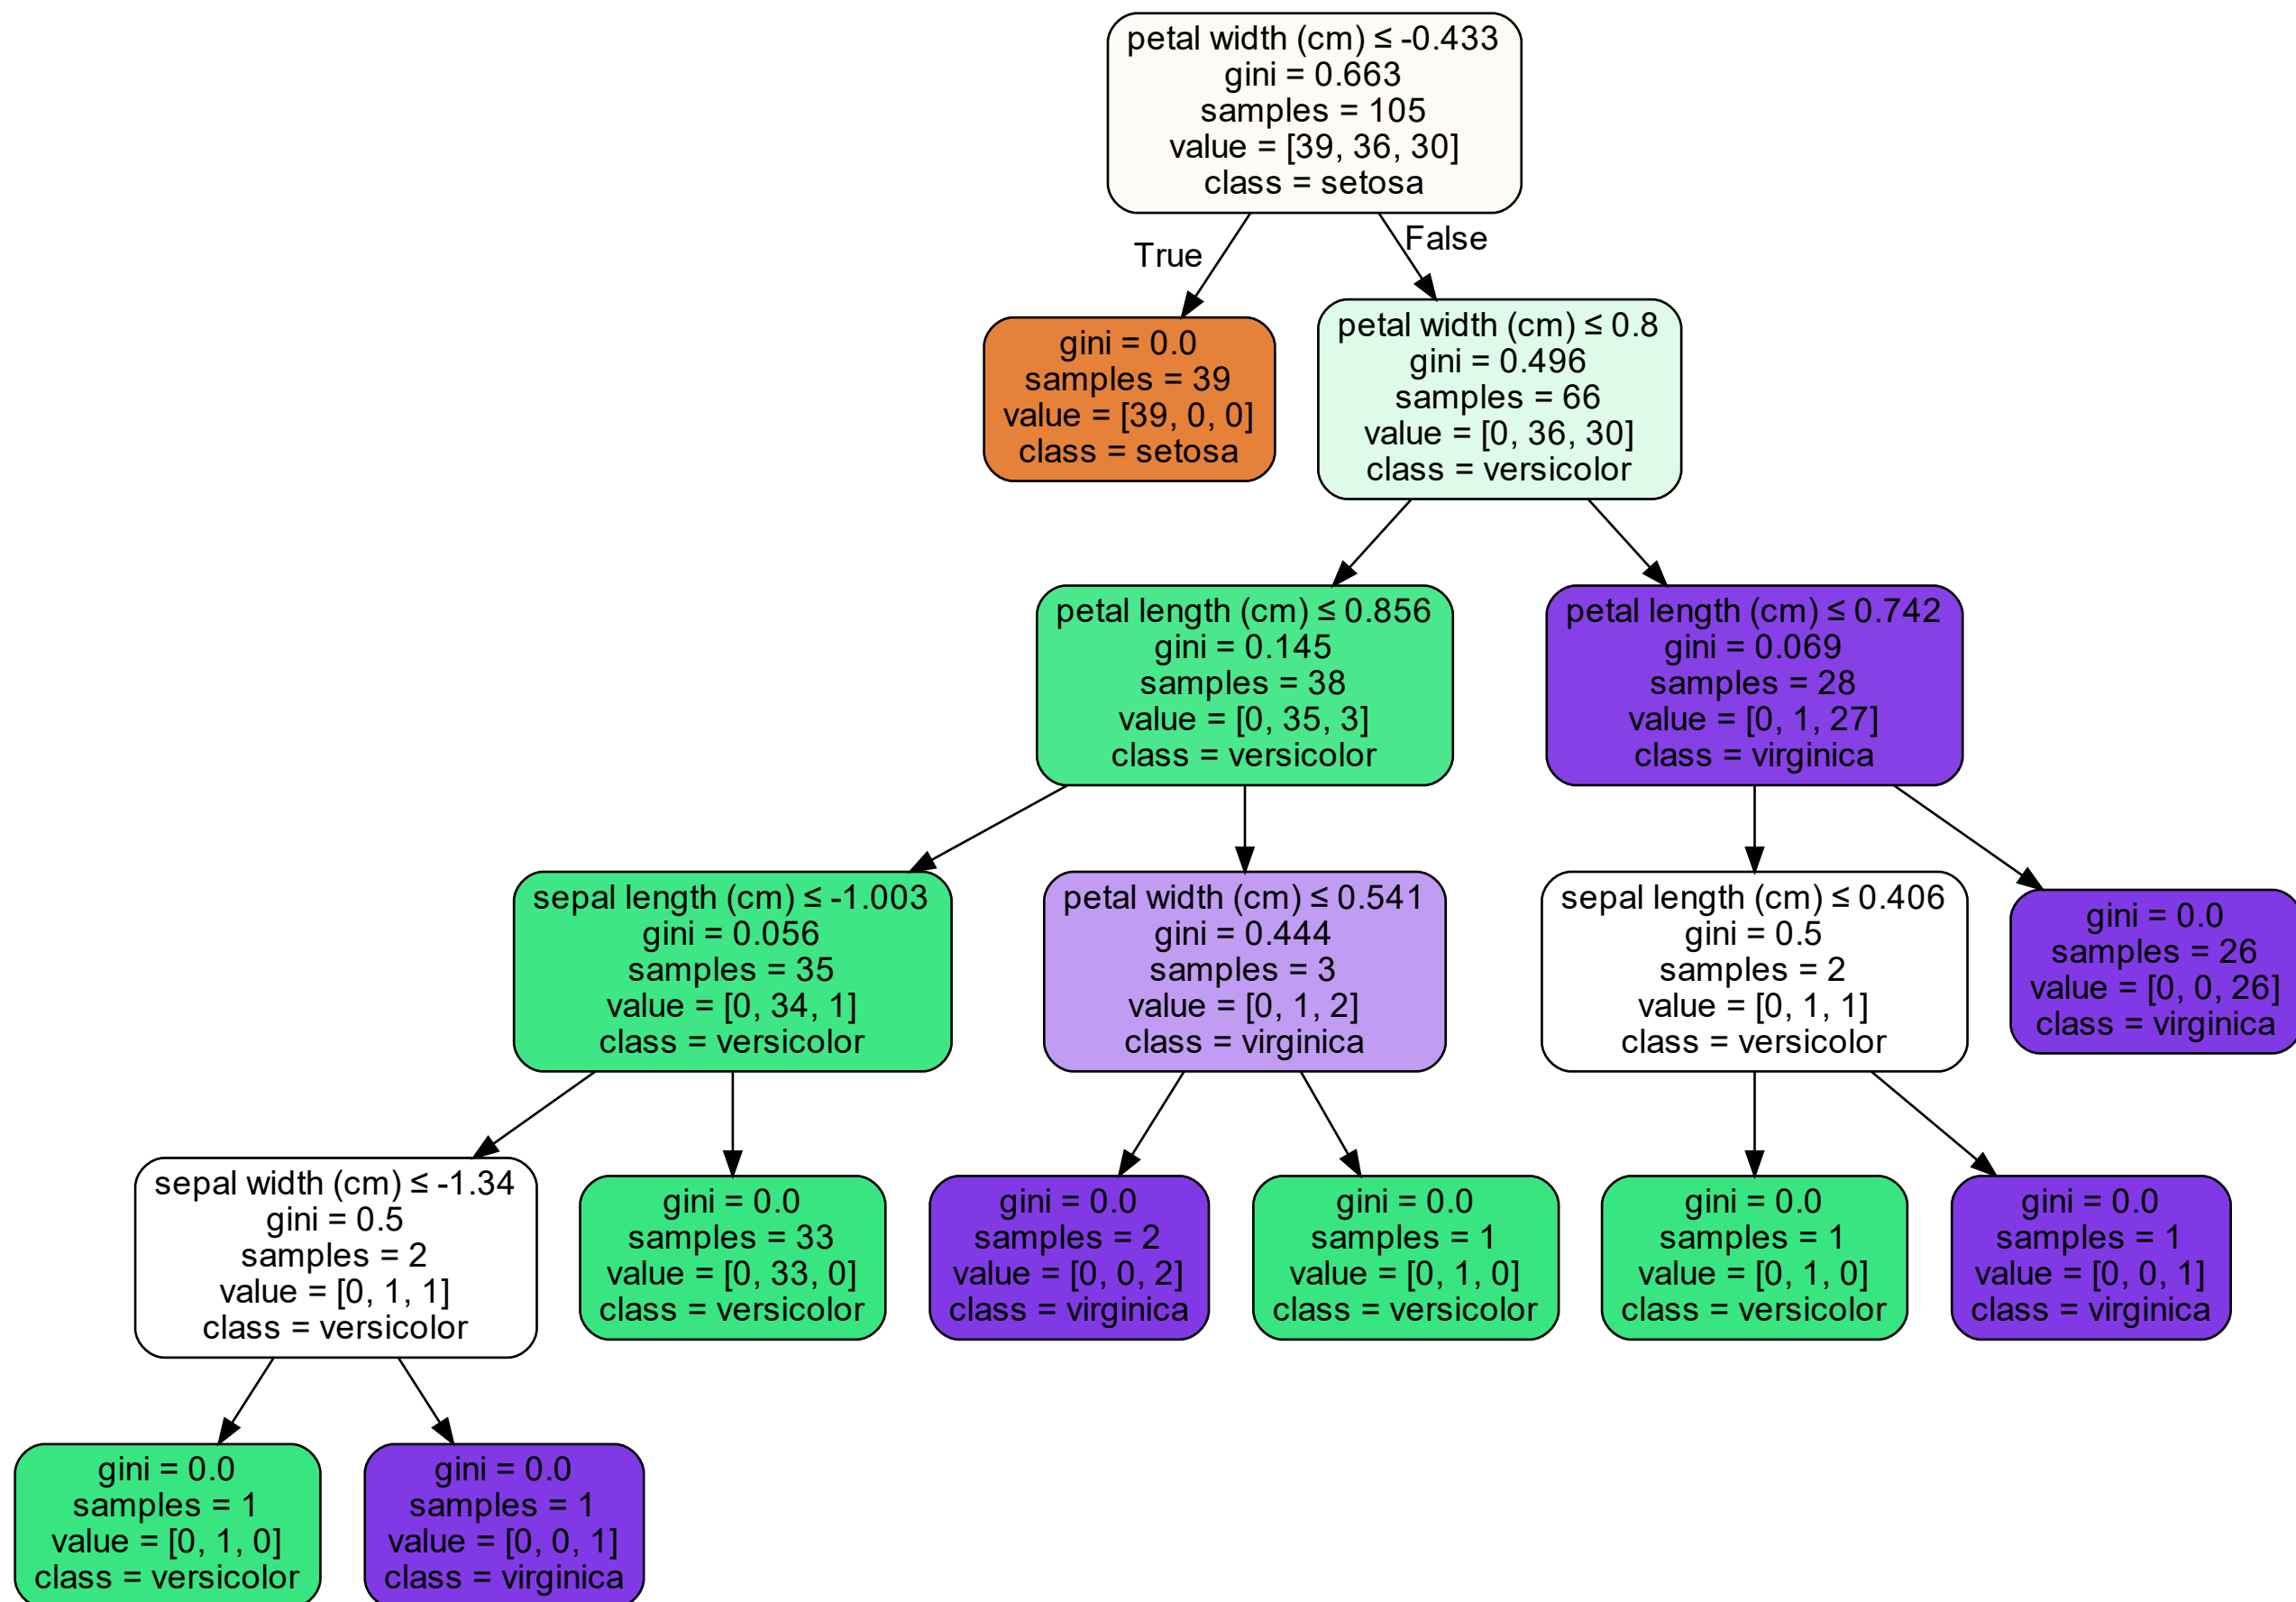 petal width (cm) ≤ -0.433
gini = 0.663
samples = 105
value = [39, 36, 30]
class = setosa
True
False
gini = 0.0
samples = 39
value = [39, 0, 0]
class = setosa
petal width (cm) ≤ 0.8
gini = 0.496
samples = 66
value = [0, 36, 30]
class = versicolor
petal length (cm) ≤ 0.856
gini = 0.145
samples = 38
value = [0, 35, 3]
class = versicolor
petal length (cm) ≤ 0.742
gini = 0.069
samples = 28
value = [0, 1, 27]
class = virginica
sepal length (cm) ≤ -1.003
gini = 0.056
samples = 35
value = [0, 34, 1]
class = versicolor
petal width (cm) ≤ 0.541
gini = 0.444
samples = 3
value = [0, 1, 2]
class = virginica
sepal length (cm) ≤ 0.406
gini = 0.5
samples = 2
value = [0, 1, 1]
class = versicolor
gini = 0.0
samples = 26
value = [0, 0, 26]
class = virginica
sepal width (cm) ≤ -1.34
gini = 0.5
samples = 2
value = [0, 1, 1]
class = versicolor
gini = 0.0
samples = 33
value = [0, 33, 0]
class = versicolor
gini = 0.0
samples = 2
value = [0, 0, 2]
class = virginica
gini = 0.0
samples = 1
value = [0, 1, 0]
class = versicolor
gini = 0.0
samples = 1
value = [0, 1, 0]
class = versicolor
gini = 0.0
samples = 1
value = [0, 0, 1]
class = virginica
gini = 0.0
samples = 1
value = [0, 1, 0]
class = versicolor
gini = 0.0
samples = 1
value = [0, 0, 1]
class = virginica